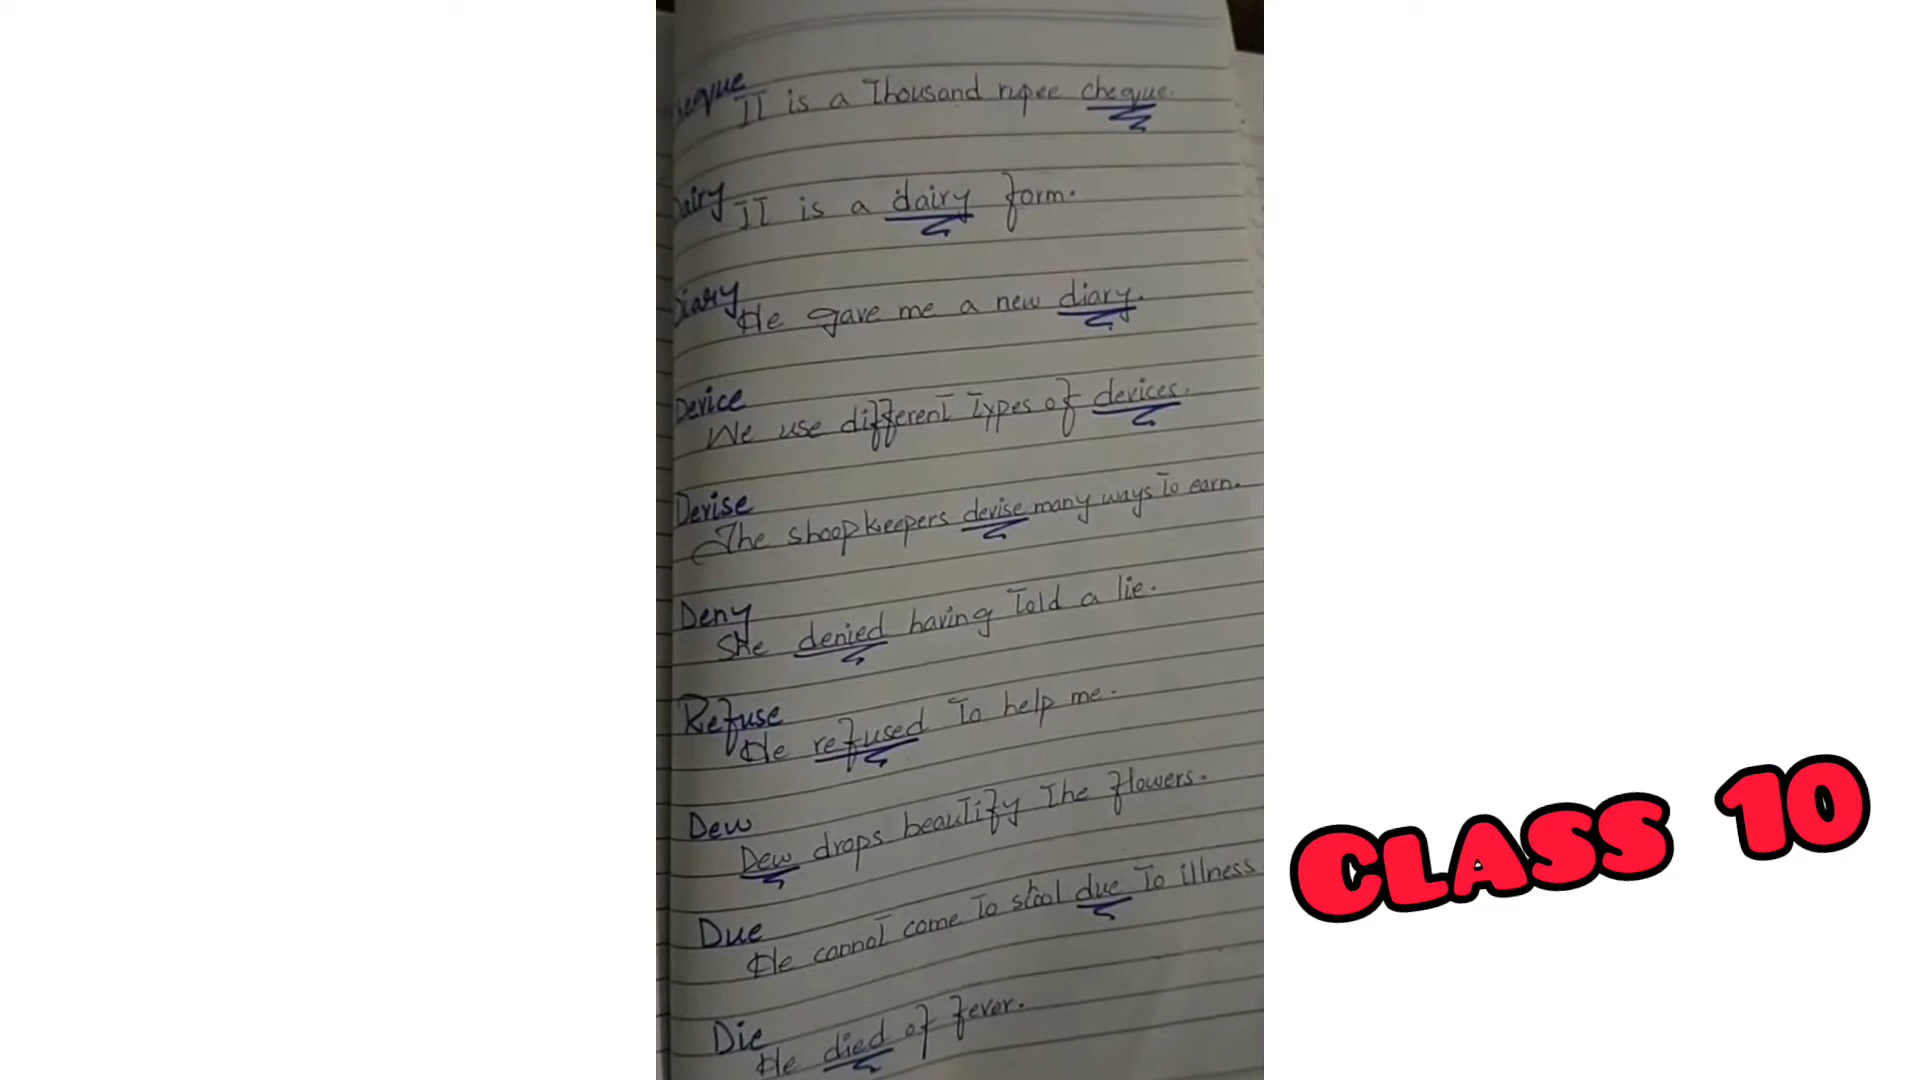 Cheque
It is a Thousand rupee cheque.
Dairy
It is a dairy form.
Diary
He gave me a new diary.
Device
We use different Types of devices.
Devise
The shoopkeepers devise many ways to earn.
Deny
She denied having told a lie.
Refuse
He refused to help me.
Dew
Dew drops beautify the flowers.
Due
He cannot come to stool due to illness.
Die
He died of fever.
CLASS 10